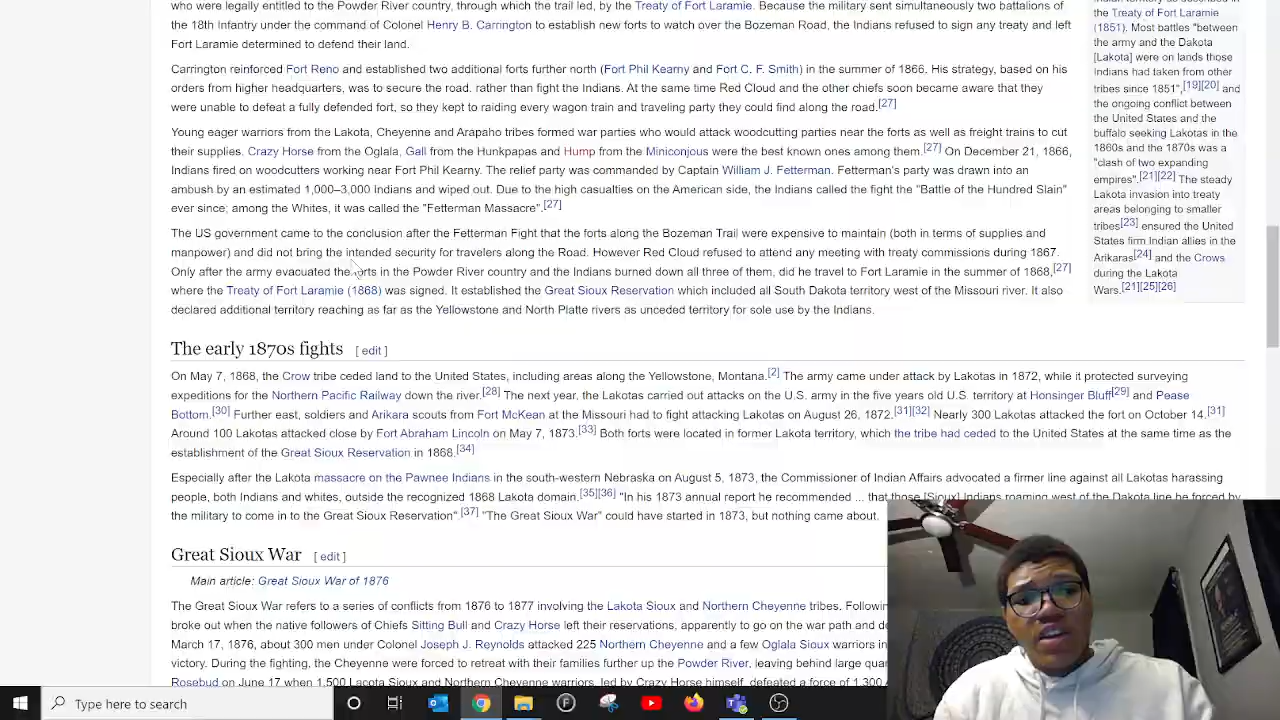 who were legally entitled to the Powder River country, through which the trail led, by the Treaty of Fort Laramie. Because the military sent simultaneously two battalions of
the 18th Infantry under the command of Colonel Henry B. Carrington to establish new forts to watch over the Bozeman Road, the Indians refused to sign any treaty and left
Fort Laramie determined to defend their land.
Carrington reinforced Fort Reno and established two additional forts further north (Fort Phil Kearny and Fort C. F. Smith) in the summer of 1866. His strategy, based on his
orders from higher headquarters, was to secure the road. rather than fight the Indians. At the same time Red Cloud and the other chiefs soon became aware that they
were unable to defeat a fully defended fort, so they kept to raiding every wagon train and traveling party they could find along the road.[27]
Young eager warriors from the Lakota, Cheyenne and Arapaho tribes formed war parties who would attack woodcutting parties near the forts as well as freight trains to cut
their supplies. Crazy Horse from the Oglala, Gall from the Hunkpapas and Hump from the Miniconjous were the best known ones among them.[27] On December 21, 1866,
Indians fired on woodcutters working near Fort Phil Kearny. The relief party was commanded by Captain William J. Fetterman. Fetterman's party was drawn into an
ambush by an estimated 1,000–3,000 Indians and wiped out. Due to the high casualties on the American side, the Indians called the fight the "Battle of the Hundred Slain"
ever since; among the Whites, it was called the "Fetterman Massacre".[27]
The US government came to the conclusion after the Fetterman Fight that the forts along the Bozeman Trail were expensive to maintain (both in terms of supplies and
manpower) and did not bring the intended security for travelers along the Road. However Red Cloud refused to attend any meeting with treaty commissions during 1867.
Only after the army evacuated the forts in the Powder River country and the Indians burned down all three of them, did he travel to Fort Laramie in the summer of 1868,[27]
where the Treaty of Fort Laramie (1868) was signed. It established the Great Sioux Reservation which included all South Dakota territory west of the Missouri river. It also
declared additional territory reaching as far as the Yellowstone and North Platte rivers as unceded territory for sole use by the Indians.
the Treaty of Fort Laramie
(1851). Most battles "between
the army and the Dakota
[Lakota] were on lands those
Indians had taken from other
tribes since 1851",[19][20] and
the ongoing conflict between
the United States and the
buffalo seeking Lakotas in the
1860s and the 1870s was a
"clash of two expanding
empires".[21][22] The steady
Lakota invasion into treaty
areas belonging to smaller
tribes[23] ensured the United
States firm Indian allies in the
Arikaras[24] and the Crows
during the Lakota
Wars.[21][25][26]
The early 1870s fights [ edit ]
On May 7, 1868, the Crow tribe ceded land to the United States, including areas along the Yellowstone, Montana.[2] The army came under attack by Lakotas in 1872, while it protected surveying
expeditions for the Northern Pacific Railway down the river.[28] The next year, the Lakotas carried out attacks on the U.S. army in the five years old U.S. territory at Honsinger Bluff[29] and Pease
Bottom.[30] Further east, soldiers and Arikara scouts from Fort McKean at the Missouri had to fight attacking Lakotas on August 26, 1872.[31][32] Nearly 300 Lakotas attacked the fort on October 14.[31]
Around 100 Lakotas attacked close by Fort Abraham Lincoln on May 7, 1873.[33] Both forts were located in former Lakota territory, which the tribe had ceded to the United States at the same time as the
establishment of the Great Sioux Reservation in 1868.[34]
Especially after the Lakota massacre on the Pawnee Indians in the south-western Nebraska on August 5, 1873, the Commissioner of Indian Affairs advocated a firmer line against all Lakotas harassing
people, both Indians and whites, outside the recognized 1868 Lakota domain.[35][36] "In his 1873 annual report he recommended ... that those [Sioux] Indians roaming west of the Dakota line be forced by
the military to come in to the Great Sioux Reservation".[37] "The Great Sioux War" could have started in 1873, but nothing came about.
Great Sioux War [ edit ]
Main article: Great Sioux War of 1876
The Great Sioux War refers to a series of conflicts from 1876 to 1877 involving the Lakota Sioux and Northern Cheyenne tribes.
broke out when the native followers of Chiefs Sitting Bull and Crazy Horse left their reservations, apparently to go on the war path and
March 17, 1876, about 300 men under Colonel Joseph J. Reynolds attacked 225 Northern Cheyenne and a few Oglala Sioux warriors
victory. During the fighting, the Cheyenne were forced to retreat with their families further up the Powder River, leaving behind large
Rosebud on June 17 when 1,500 Lacota Sioux and Northern Cheyenne warriors, led by Crazy Horse himself, defeated a force of 1,300
Type here to search